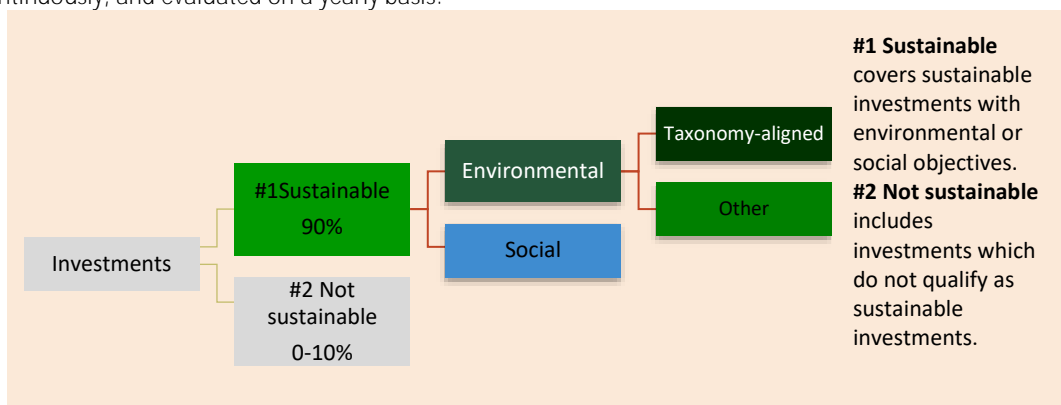 continuously, and evaluated on a yearly basis.
Investments
#1Sustainable
90%
#2 Not
sustainable
0-10%
Environmental
Social
Taxonomy-aligned
Other
#1 Sustainable
covers sustainable
investments with
environmental or
social objectives.
#2 Not sustainable
includes
investments which
do not qualify as
sustainable
investments.